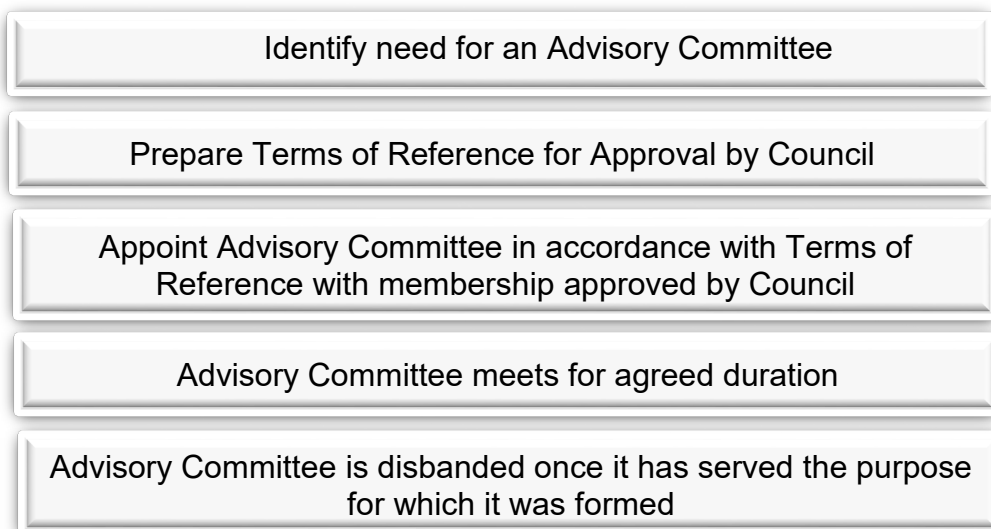 Identify need for an Advisory Committee
Prepare Terms of Reference for Approval by Council
Appoint Advisory Committee in accordance with Terms of
Reference with membership approved by Council
Advisory Committee meets for agreed duration
Advisory Committee is disbanded once it has served the purpose
for which it was formed